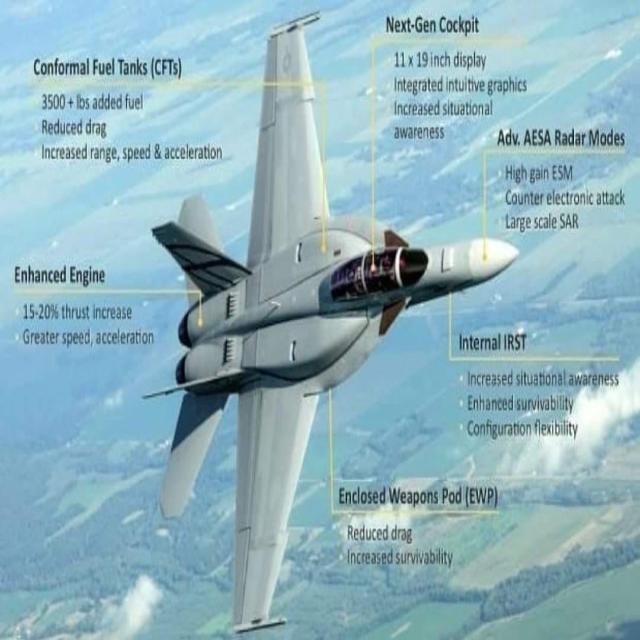 Next-Gen Cockpit
11 x 19 inch display
Integrated intuitive graphics
Increased situational
awareness
Conformal Fuel Tanks (CFTs)
3500 + lbs added fuel
Reduced drag
Increased range, speed & acceleration
Adv. AESA Radar Modes
High gain ESM
Counter electronic attack
Large scale SAR
Enhanced Engine
15-20% thrust increase
Greater speed, acceleration
Internal IRST
Increased situational awareness
Enhanced survivability
Configuration flexibility
Enclosed Weapons Pod (EWP)
Reduced drag
Increased survivability